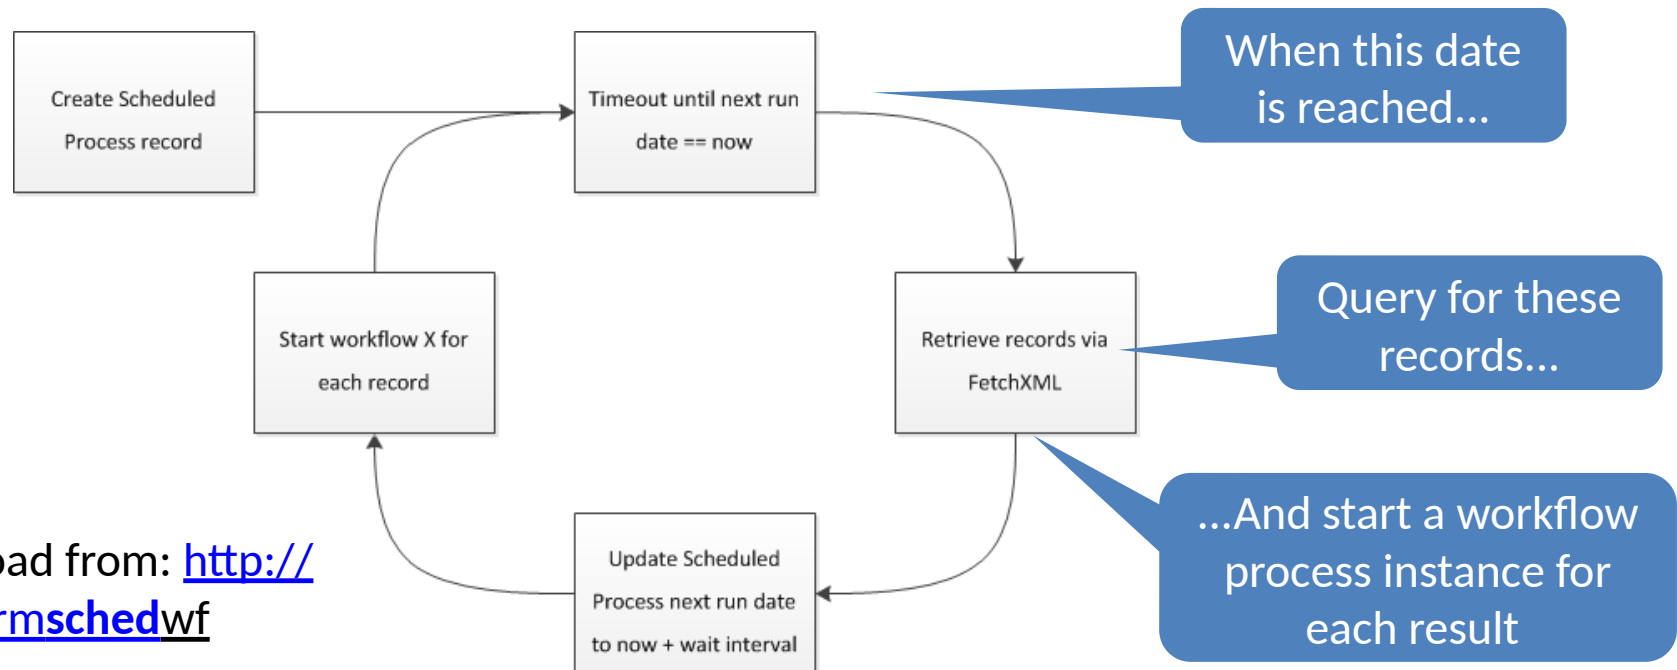 Create Scheduled
Process record
Timeout until next run
date == now
When this date
is reached...
Start workflow X for
each record
Retrieve records via
FetchXML
Query for these
records...
Update Scheduled
Process next run date
to now + wait interval
...And start a workflow
process instance for
each result
from: http://
schedwf